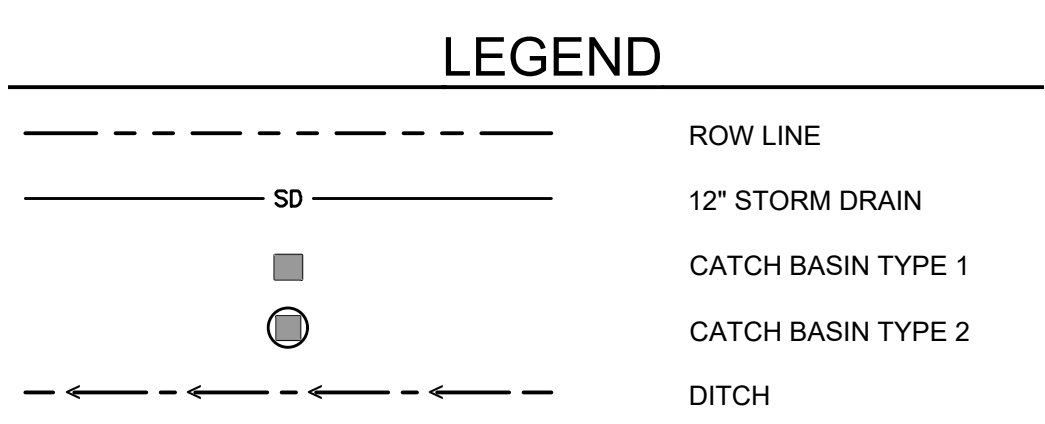 LEGEND
ROW LINE
SD 12" STORM DRAIN
CATCH BASIN TYPE 1
CATCH BASIN TYPE 2
DITCH